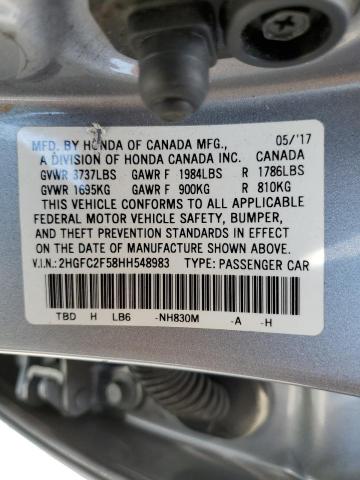 MFD. BY HONDA OF CANADA MFG., 05/'17
A DIVISION OF HONDA CANADA INC. CANADA
GVWR 3737LBS GAWR F 1984LBS R 1786LBS
GVWR 1695KG GAWR F 900KG R 810KG
THIS VEHICLE CONFORMS TO ALL APPLICABLE
FEDERAL MOTOR VEHICLE SAFETY, BUMPER,
AND THEFT PREVENTION STANDARDS IN EFFECT
ON THE DATE OF MANUFACTURE SHOWN ABOVE.
V.I.N.:2HGFC2F58HH548983 TYPE: PASSENGER CAR
TBD H LB6 -NH830M -A -H